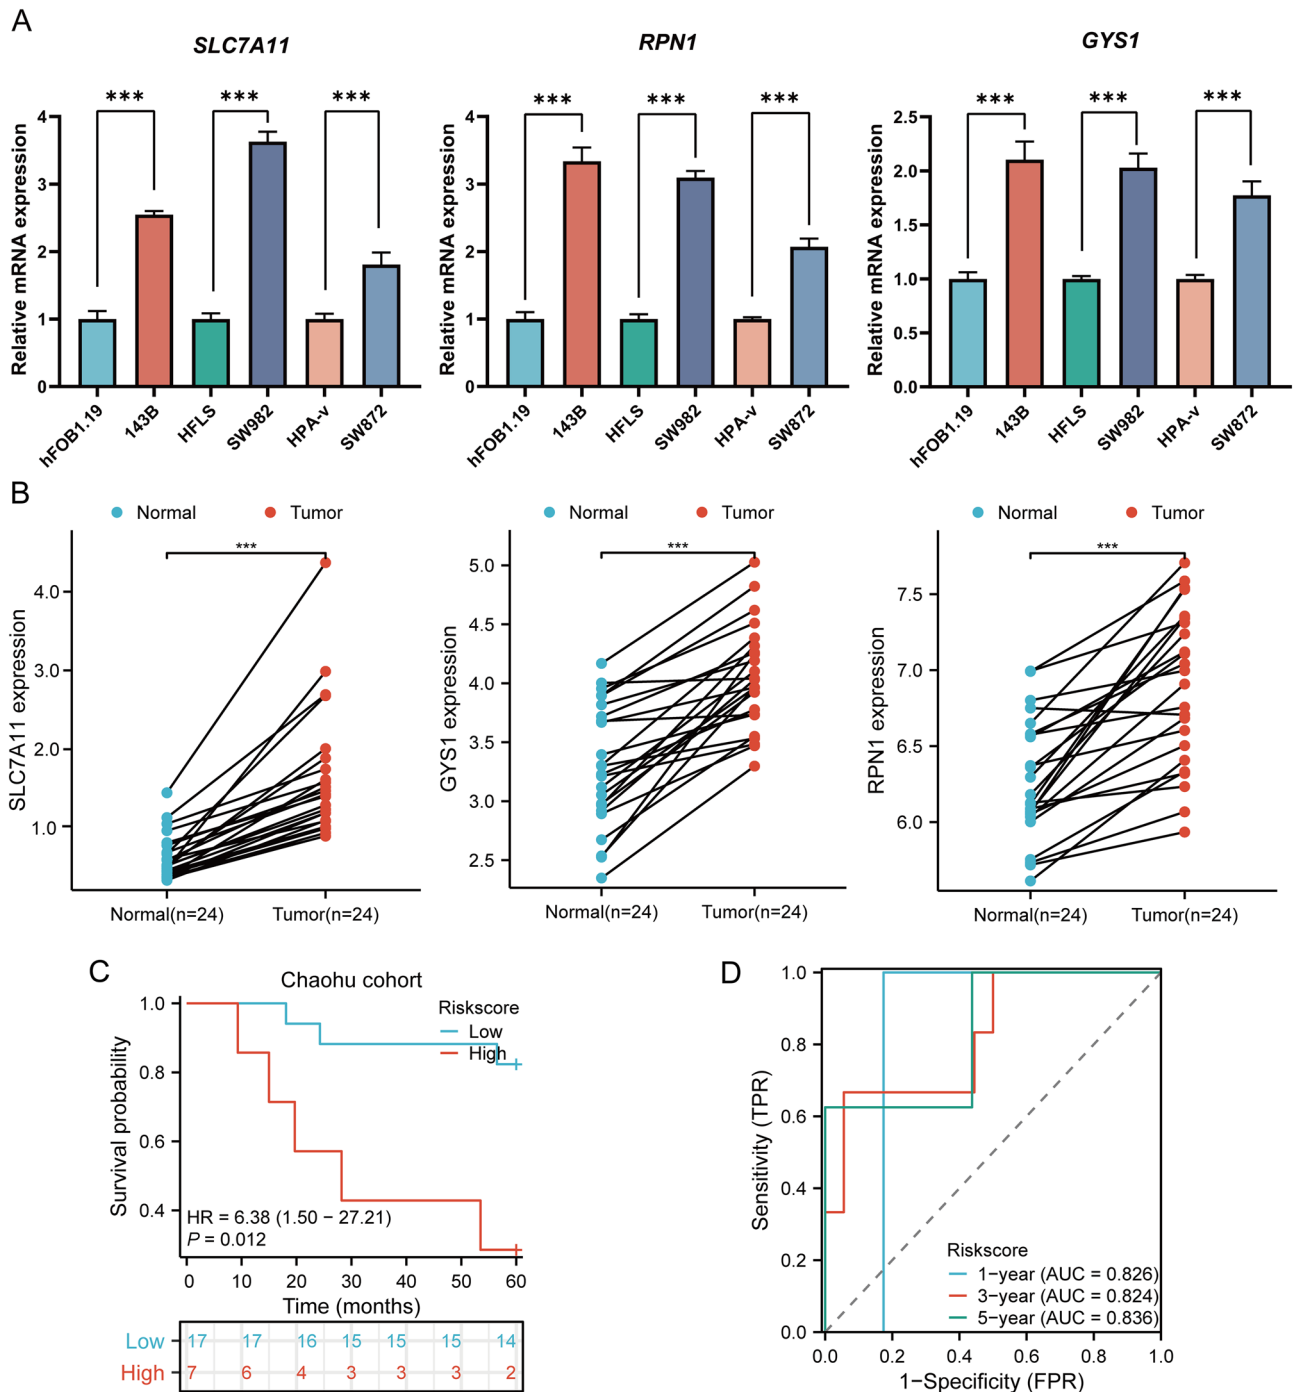 A
SLC7A11
RPN1
GYS1
*** *** ***
*** *** ***
*** *** ***
Relative mRNA expression
4
3
2
1
0
hFOB1.19 143B HFLS SW982 HPA-v SW872
Relative mRNA expression
4
3
2
1
0
hFOB1.19 143B HFLS SW982 HPA-v SW872
Relative mRNA expression
2.5
2.0
1.5
1.0
0.5
0.0
hFOB1.19 143B HFLS SW982 HPA-v SW872
B
Normal Tumor
***
SLC7A11 expression
4.0
3.0
2.0
1.0
Normal(n=24) Tumor(n=24)
Normal Tumor
***
GYS1 expression
5.0
4.5
4.0
3.5
3.0
2.5
Normal(n=24) Tumor(n=24)
Normal Tumor
***
RPN1 expression
7.5
7.0
6.5
6.0
Normal(n=24) Tumor(n=24)
C
Chaohu cohort
Riskscore
Low
High
Survival probability
1.0
0.8
0.6
0.4
HR = 6.38 (1.50 − 27.21)
P = 0.012
0 10 20 30 40 50 60
Time (months)
Low 17 17 16 15 15 15 14
High 7 6 4 3 3 3 2
D
Sensitivity (TPR)
1.0
0.8
0.6
0.4
0.2
0.0
Riskscore
1−year (AUC = 0.826)
3−year (AUC = 0.824)
5−year (AUC = 0.836)
0.0 0.2 0.4 0.6 0.8 1.0
1−Specificity (FPR)